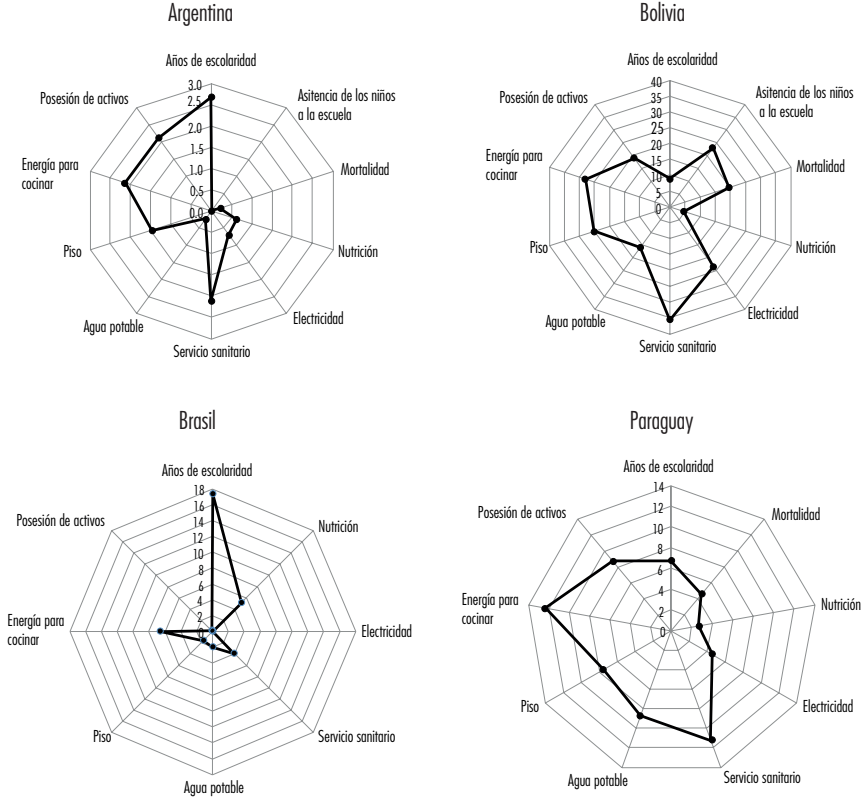 Argentina
Años de escolaridad
3.0
2.5
2.0
1.5
1.0
0.5
0.0
Asitencia de los niños
a la escuela
Mortalidad
Nutrición
Electricidad
Servicio sanitario
Agua potable
Piso
Energía para
cocinar
Posesión de activos
Bolivia
Años de escolaridad
40
35
30
25
20
15
10
5
0
Asitencia de los niños
a la escuela
Mortalidad
Nutrición
Electricidad
Servicio sanitario
Agua potable
Piso
Energía para
cocinar
Posesión de activos
Brasil
Años de escolaridad
18
16
14
12
10
8
6
4
2
0
Nutrición
Electricidad
Servicio sanitario
Agua potable
Piso
Energía para
cocinar
Posesión de activos
Paraguay
Años de escolaridad
14
12
10
8
6
4
2
0
Mortalidad
Nutrición
Electricidad
Servicio sanitario
Agua potable
Piso
Energía para
cocinar
Posesión de activos